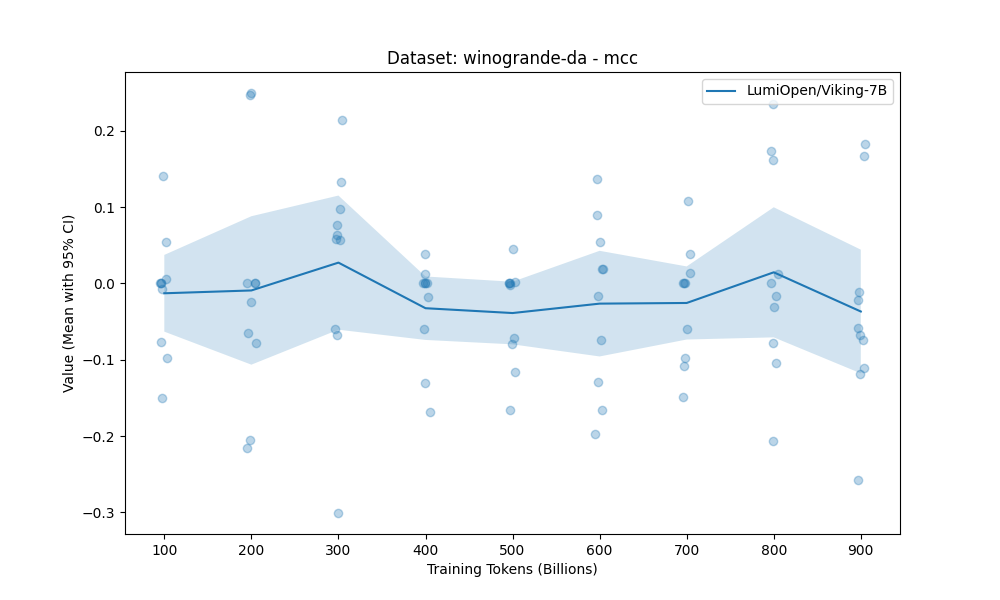 Dataset: winogrande-da - mcc
LumiOpen/Viking-7B
Value (Mean with 95% CI)
0.2
0.1
0.0
−0.1
−0.2
−0.3
100 200 300 400 500 600 700 800 900
Training Tokens (Billions)